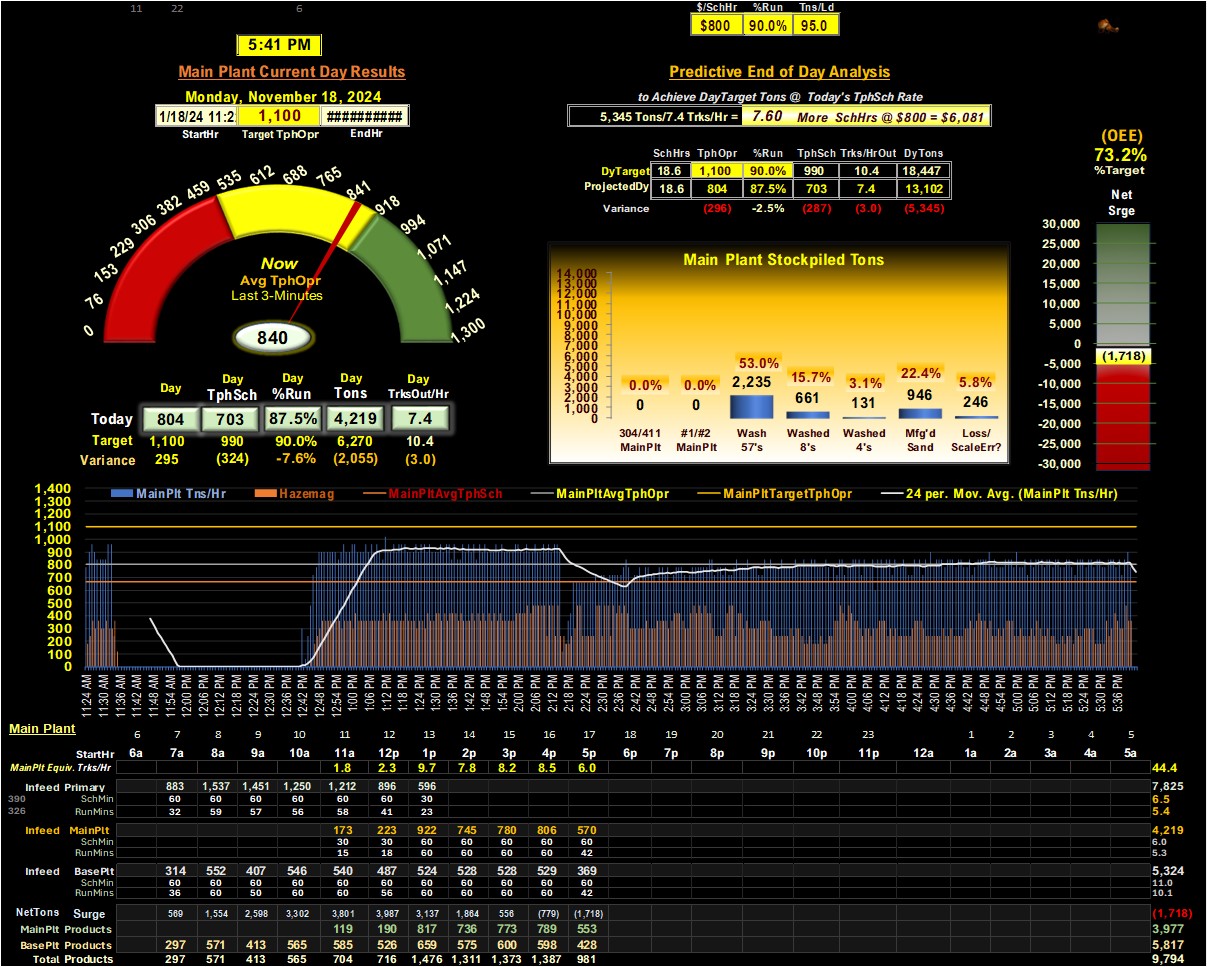 11 22 6
$/SchHr %Run Tns/Ld
$800 90.0% 95.0
5:41 PM
Main Plant Current Day Results
Monday, November 18, 2024
1/18/24 11:2 1,100 ##########
StartHr Target TphOpr EndHr
0 76 153 229 306 382 459 535 612 688 765 841 918 994 1,071 1,147 1,224 1,300
Now
Avg TphOpr
Last 3-Minutes
840
Day Day TphSch Day %Run Day Tons Day TrksOut/Hr
Today 804 703 87.5% 4,219 7.4
Target 1,100 990 90.0% 6,270 10.4
Variance 295 (324) -7.6% (2,055) (3.0)
Predictive End of Day Analysis
to Achieve DayTarget Tons @ Today's TphSch Rate
5,345 Tons/7.4 Trks/Hr = 7.60 More SchHrs @ $800 = $6,081
SchHrs TphOpr %Run TphSch Trks/HrOut DyTons
DyTarget 18.6 1,100 90.0% 990 10.4 18,447
ProjectedDy 18.6 804 87.5% 703 7.4 13,102
Variance (296) -2.5% (287) (3.0) (5,345)
Main Plant Stockpiled Tons
14,000
13,000
12,000
11,000
10,000
9,000
8,000
7,000
6,000
5,000
4,000
3,000
2,000
1,000
0
0.0% 0.0% 53.0% 15.7% 3.1% 22.4% 5.8%
0 0 2,235 661 131 946 246
304/411 #1/#2 Wash Washed Washed Mfg'd Loss/
MainPlt MainPlt 57's 8's 4's Sand ScaleErr?
(OEE)
73.2%
%Target
Net
Srge
30,000
25,000
20,000
15,000
10,000
5,000
0
(1,718)
-5,000
-10,000
-15,000
-20,000
-25,000
-30,000
MainPlt Tns/Hr Hazemag MainPltAvgTphSch MainPltAvgTphOpr MainPltTargetTphOpr 24 per. Mov. Avg. (MainPlt Tns/Hr)
1,400
1,300
1,200
1,100
1,000
900
800
700
600
500
400
300
200
100
0
11:24 AM 11:30 AM 11:36 AM 11:42 AM 11:48 AM 11:54 AM 12:00 PM 12:06 PM 12:12 PM 12:18 PM 12:24 PM 12:30 PM 12:36 PM 12:42 PM 12:48 PM 12:54 PM 1:00 PM 1:06 PM 1:12 PM 1:18 PM 1:24 PM 1:30 PM 1:36 PM 1:42 PM 1:48 PM 1:54 PM 2:00 PM 2:06 PM 2:12 PM 2:18 PM 2:24 PM 2:30 PM 2:36 PM 2:42 PM 2:48 PM 2:54 PM 3:00 PM 3:06 PM 3:12 PM 3:18 PM 3:24 PM 3:30 PM 3:36 PM 3:42 PM 3:48 PM 3:54 PM 4:00 PM 4:06 PM 4:12 PM 4:18 PM 4:24 PM 4:30 PM 4:36 PM 4:42 PM 4:48 PM 4:54 PM 5:00 PM 5:06 PM 5:12 PM 5:18 PM 5:24 PM 5:30 PM 5:36 PM
Main Plant
6 7 8 9 10 11 12 13 14 15 16 17 18 19 20 21 22 23 1 2 3 4 5
StartHr 6a 7a 8a 9a 10a 11a 12p 1p 2p 3p 4p 5p 6p 7p 8p 9p 10p 11p 12a 1a 2a 3a 4a 5a
MainPlt Equiv. Trks/Hr 1.8 2.3 9.7 7.8 8.2 8.5 6.0 44.4
Infeed Primary 883 1,537 1,451 1,250 1,212 896 596 7,825
390 SchMin 60 60 60 60 60 60 30 6.5
326 RunMins 32 59 57 56 58 41 23 5.4
Infeed MainPlt 173 223 922 745 780 806 570 4,219
SchMin 30 30 60 60 60 60 60 6.0
RunMins 15 18 60 60 60 60 42 5.3
Infeed BasePlt 314 552 407 546 540 487 524 528 528 529 369 5,324
SchMin 60 60 60 60 60 60 60 60 60 60 60 11.0
RunMins 36 60 50 60 60 56 60 60 60 60 42 10.1
NetTons Surge 569 1,554 2,598 3,302 3,801 3,987 3,137 1,864 556 (779) (1,718) (1,718)
MainPlt Products 119 190 817 736 773 789 553 3,977
BasePlt Products 297 571 413 565 585 526 659 575 600 598 428 5,817
Total Products 297 571 413 565 704 716 1,476 1,311 1,373 1,387 981 9,794